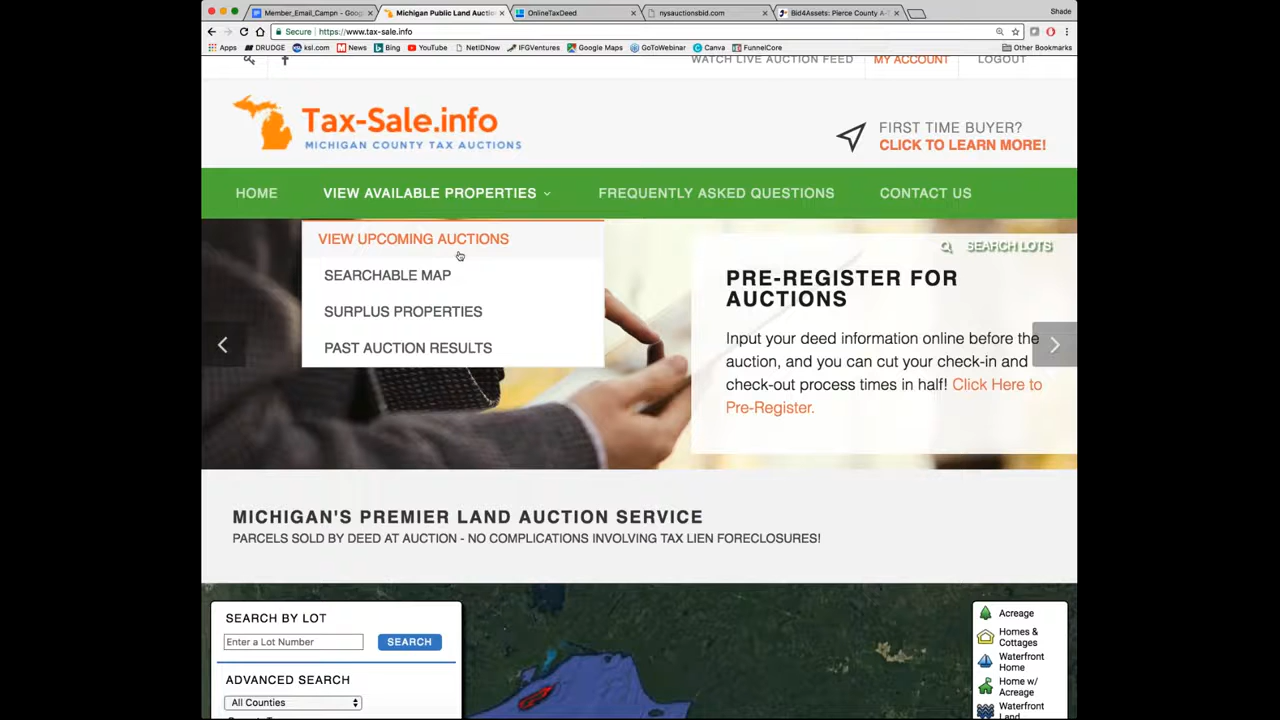 Member_Email_Campn - Goog
Michigan Public Land Auctio
OnlineTaxDeed
nysauctionsbid.com
Bid4Assets: Pierce County A-T
Shade
Secure
https://www.tax-sale.info
Apps
DRUDGE
ksl.com
News
Bing
YouTube
NetIDNow
IFGVentures
Google Maps
GoToWebinar
Canva
FunnelCore
Other Bookmarks
WATCH LIVE AUCTION FEED
MY ACCOUNT
LOGOUT
Tax-Sale.info
MICHIGAN COUNTY TAX AUCTIONS
FIRST TIME BUYER?
CLICK TO LEARN MORE!
HOME
VIEW AVAILABLE PROPERTIES
FREQUENTLY ASKED QUESTIONS
CONTACT US
VIEW UPCOMING AUCTIONS
SEARCHABLE MAP
SURPLUS PROPERTIES
PAST AUCTION RESULTS
SEARCH LOTS
PRE-REGISTER FOR
AUCTIONS
Input your deed information online before the
auction, and you can cut your check-in and
check-out process times in half! Click Here to
Pre-Register.
MICHIGAN'S PREMIER LAND AUCTION SERVICE
PARCELS SOLD BY DEED AT AUCTION - NO COMPLICATIONS INVOLVING TAX LIEN FORECLOSURES!
SEARCH BY LOT
Enter a Lot Number
SEARCH
ADVANCED SEARCH
All Counties
Acreage
Homes &
Cottages
Waterfront
Home
Home w/
Acreage
Waterfront
Land